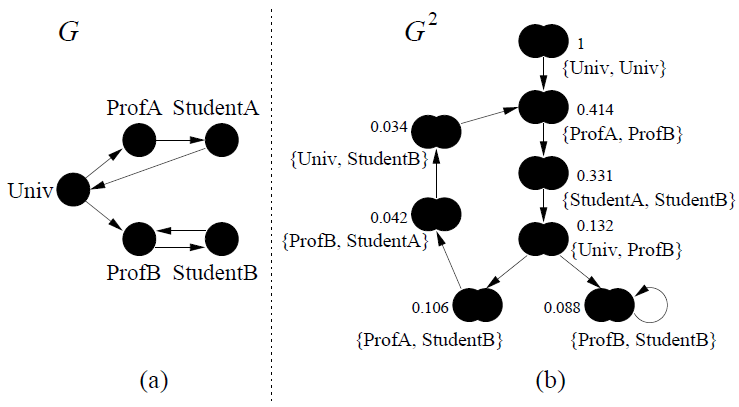 G
ProfA StudentA
Univ
ProfB StudentB
(a)
G²
1
{Univ, Univ}
0.414
{ProfA, ProfB}
0.034
{Univ, StudentB}
0.331
{StudentA, StudentB}
0.042
{ProfB, StudentA}
0.132
{Univ, ProfB}
0.106
{ProfA, StudentB}
0.088
{ProfB, StudentB}
(b)